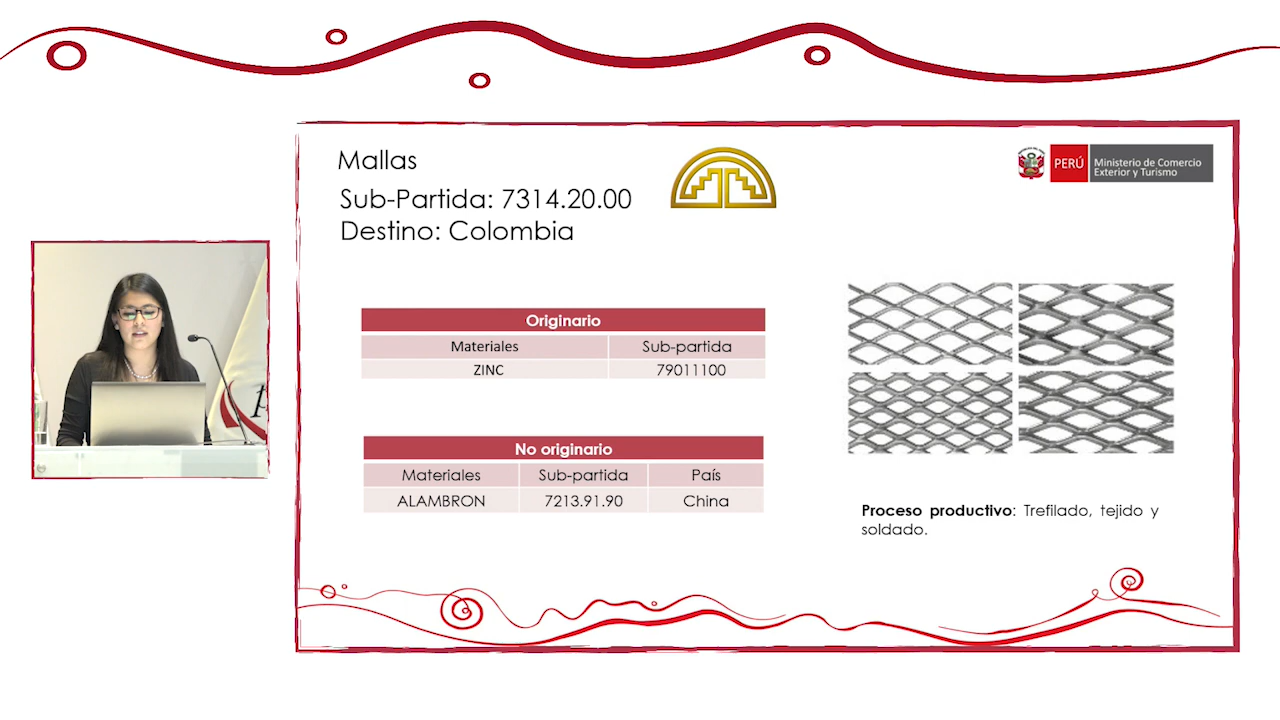 Mallas
Sub-Partida: 7314.20.00
Destino: Colombia
PERÚ
Ministerio de Comercio
Exterior y Turismo
Originario
Materiales Sub-partida
ZINC 79011100
No originario
Materiales Sub-partida País
ALAMBRON 7213.91.90 China
Proceso productivo: Trefilado, tejido y
soldado.